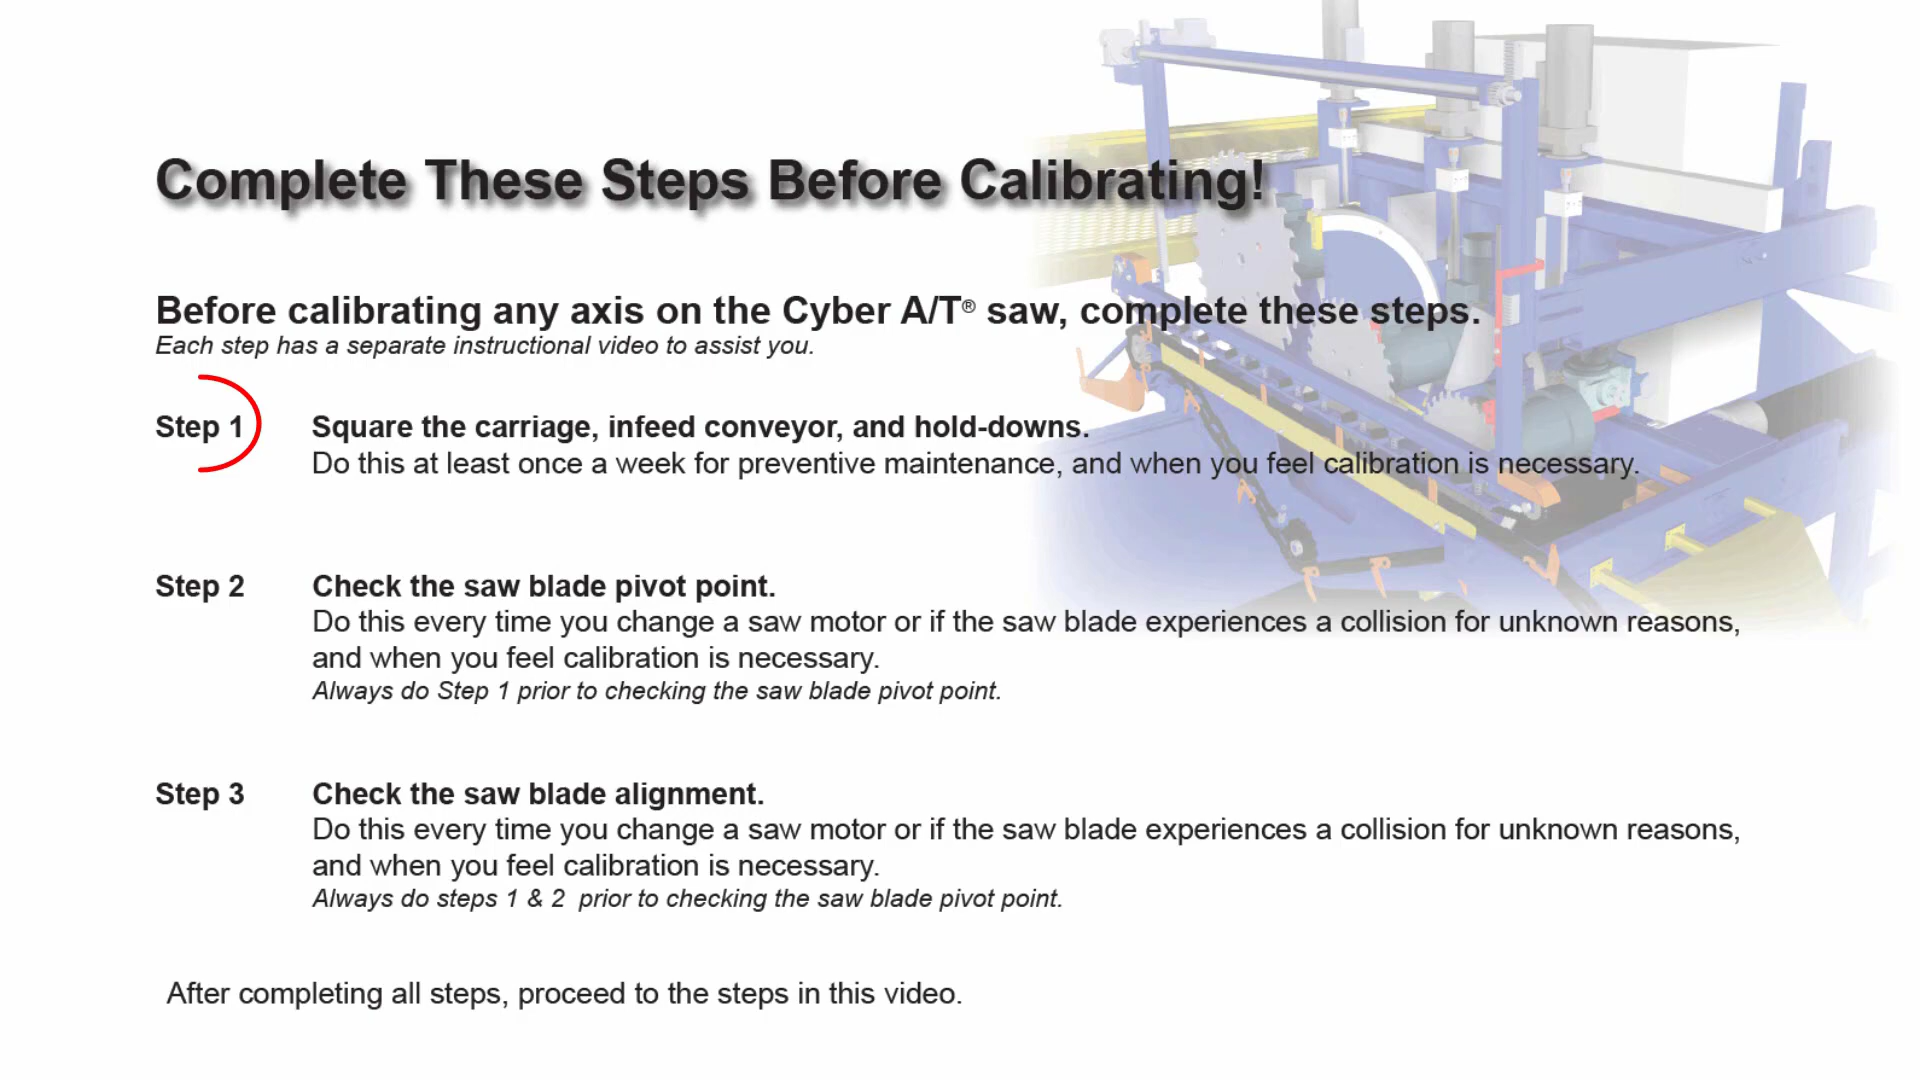 Complete These Steps Before Calibrating!
Before calibrating any axis on the Cyber A/T® saw, complete these steps.
Each step has a separate instructional video to assist you.
Step 1 Square the carriage, infeed conveyor, and hold-downs.
Do this at least once a week for preventive maintenance, and when you feel calibration is necessary.
Step 2 Check the saw blade pivot point.
Do this every time you change a saw motor or if the saw blade experiences a collision for unknown reasons,
and when you feel calibration is necessary.
Always do Step 1 prior to checking the saw blade pivot point.
Step 3 Check the saw blade alignment.
Do this every time you change a saw motor or if the saw blade experiences a collision for unknown reasons,
and when you feel calibration is necessary.
Always do steps 1 & 2 prior to checking the saw blade pivot point.
After completing all steps, proceed to the steps in this video.